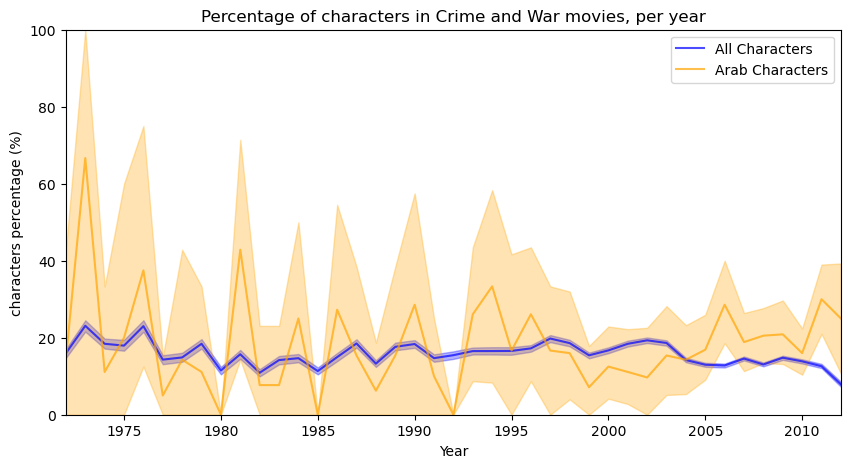 Percentage of characters in Crime and War movies, per year
100
80
60
40
20
0
characters percentage (%)
All Characters
Arab Characters
1975
1980
1985
1990
1995
2000
2005
2010
Year